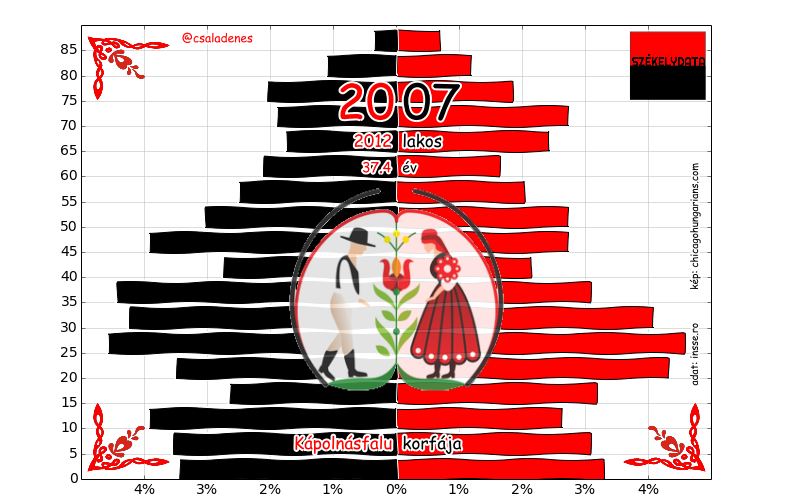 @csaladenes
SZÉKELYDATA
2007
2012 lakos
37.4 év
kép: chicagohungarians.com
adat: insse.ro
Kápolnásfalu korfája
85
80
75
70
65
60
55
50
45
40
35
30
25
20
15
10
5
0
4% 3% 2% 1% 0% 1% 2% 3% 4%